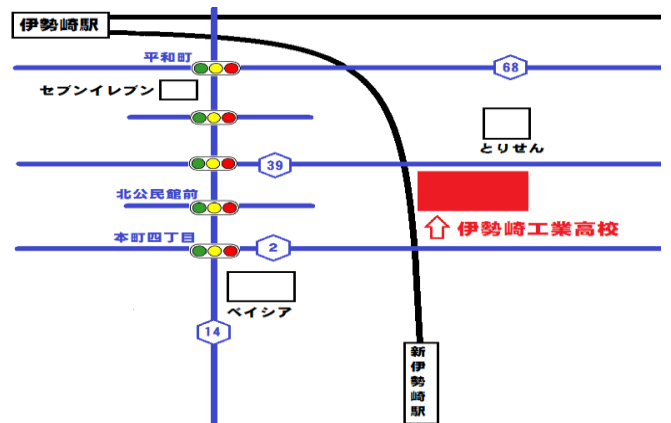 伊勢崎駅
平和町
68
セブンイレブン
とりせん
39
北公民館前
伊勢崎工業高校
本町四丁目
2
ベイシア
14
新伊勢崎駅